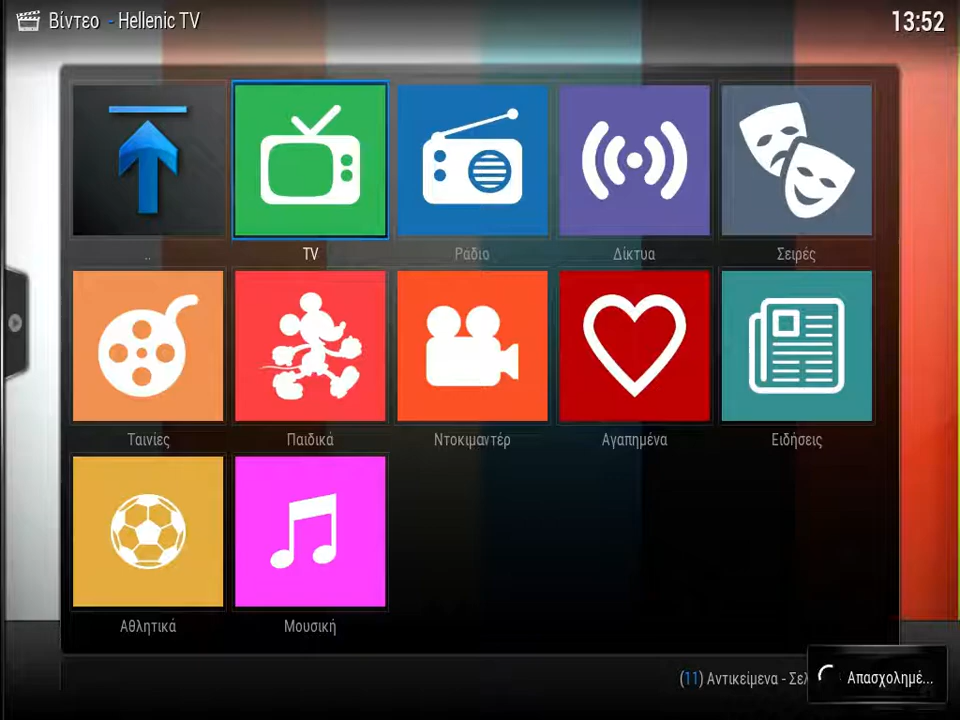 Βίντεο - Hellenic TV
13:52
..
TV
Ράδιο
Δίκτυα
Σειρές
Ταινίες
Παιδικά
Ντοκιμαντέρ
Αγαπημένα
Ειδήσεις
Αθλητικά
Μουσική
(11) Αντικείμενα - Σελ
Απασχολημέ...